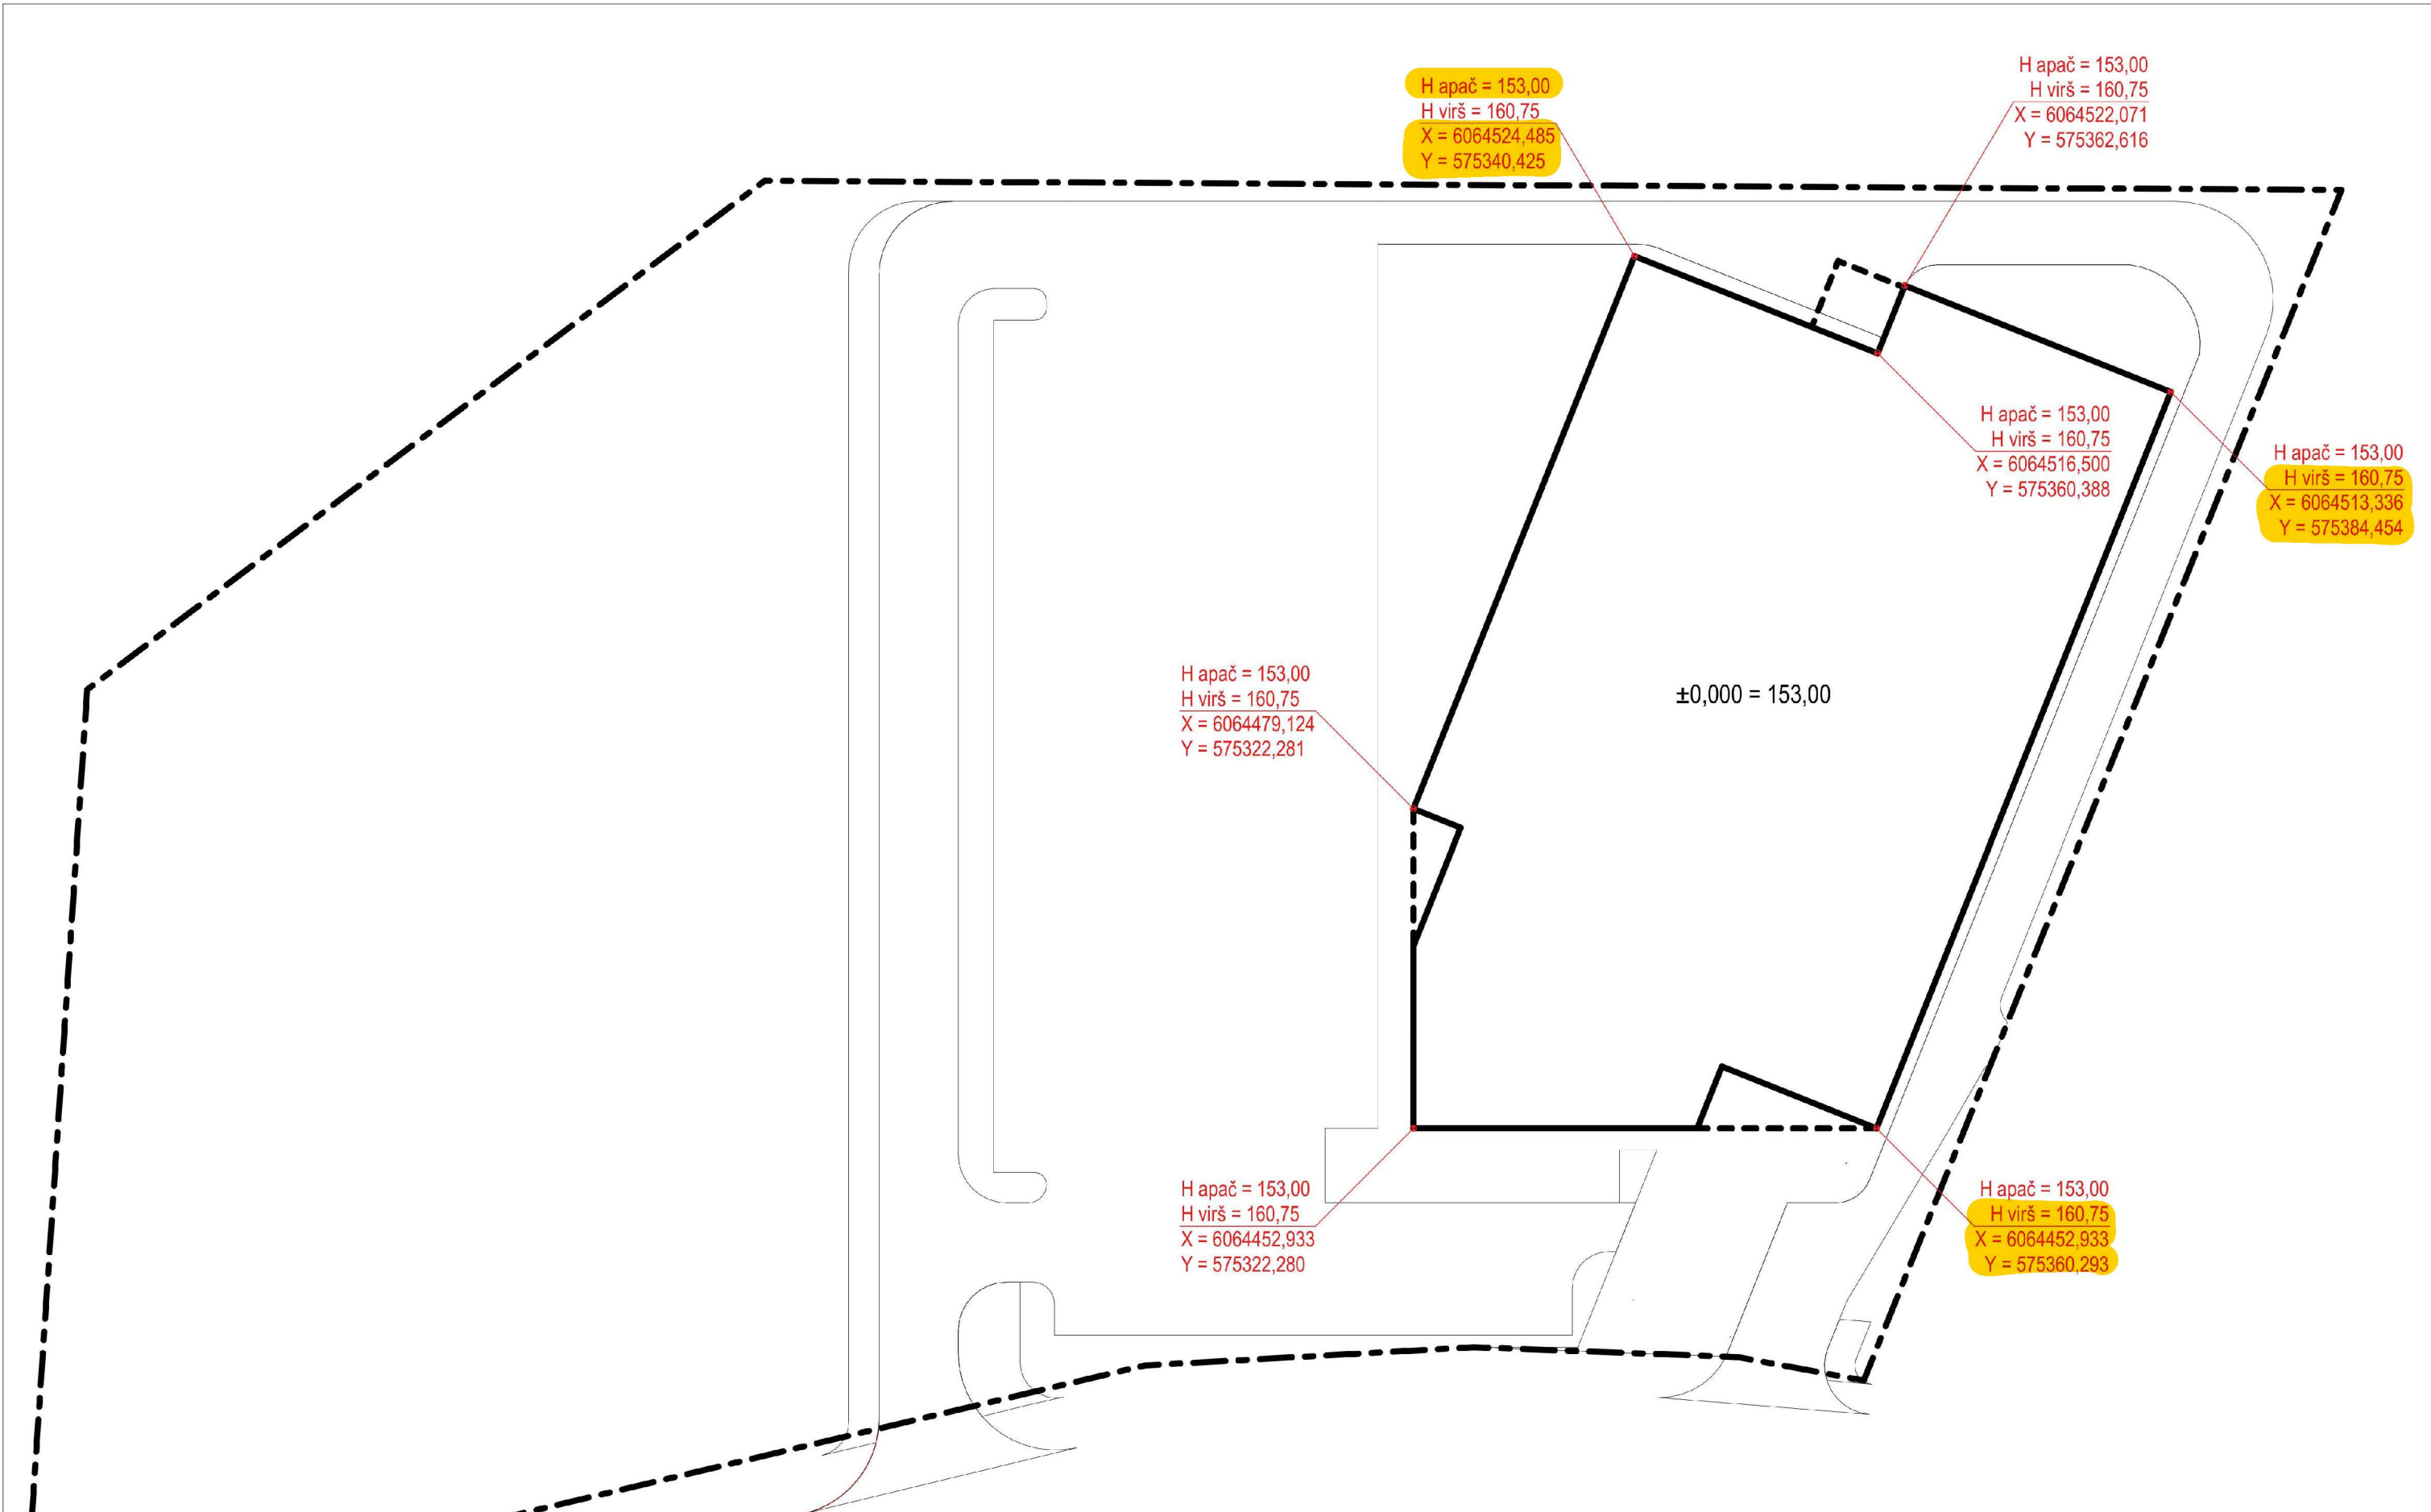 H apač = 153,00
H virš = 160,75
X = 6064524,485
Y = 575340,425
H apač = 153,00
H virš = 160,75
X = 6064522,071
Y = 575362,616
H apač = 153,00
H virš = 160,75
X = 6064516,500
Y = 575360,388
H apač = 153,00
H virš = 160,75
X = 6064513,336
Y = 575384,454
H apač = 153,00
H virš = 160,75
X = 6064479,124
Y = 575322,281
±0,000 = 153,00
H apač = 153,00
H virš = 160,75
X = 6064452,933
Y = 575322,280
H apač = 153,00
H virš = 160,75
X = 6064452,933
Y = 575360,293